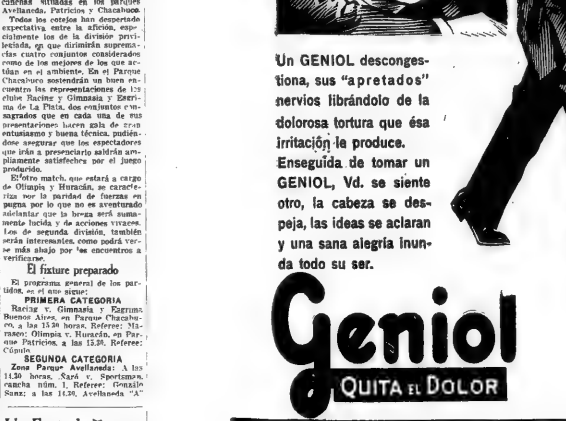 canchas situadas en los parques
Avellaneda, Patricios y Chacabuco.
Todos los cotejos han despertado
expectativa entre la afición, esp-
cialmente los de la división privi-
legiada, en que dirimirán suprema-
cías cuatro conjuntos considerados
como de los mejores de los que ac-
túan en el ambiente. En el Parque
Chacabuco sostendrán un buen en-
cuentro las representaciones de los
clubs Racing y Gimnasia y Esgri-
ma de La Plata, dos conjuntos con-
sagrados que en cada una de sus
presentaciones hacen gala de gran
entusiasmo y buena técnica, pudién-
dose asegurar que los espectadores
que irán a presenciarlo saldrán am-
pliamente satisfechos por el juego
producido.
El otro match, que estará a cargo
de Olimpia y Huracán, se caracte-
riza por la paridad de fuerzas en
pugna por lo que no es aventurado
adelantar que la brega será suma-
mente lucida y de acciones vivaces.
Los de segunda división, también
serán interesantes, como podrá ver-
se más abajo por los encuentros a
verificarse.
El fixture preparado
El programa general de los par-
tidos, es el que sigue:
PRIMERA CATEGORIA
Racing v. Gimnasia y Esgrima
Buenos Aires, en Parque Chacabu-
co, a las 15.30 horas. Referee: Ma-
rasco; Olimpia v. Huracán, en Par-
que Patricios, a las 15.30. Referee:
Cúpulo
SEGUNDA CATEGORIA
Zona Parque Avellaneda: A las
14.30 horas, Sará v. Sportsman,
cancha núm. 1, Referee: Gonzálo
Sanz; a las 14.30, Avellaneda "A"
Un GENIOL desconges-
tiona, sus "apretados"
nervios librándolo de la
dolorosa tortura que ésa
irritación le produce.
Enseguida de tomar un
GENIOL, Vd. se siente
otro, la cabeza se des-
peja, las ideas se aclaran
y una sana alegría inun-
da todo su ser.
Geniol
QUITA EL DOLOR